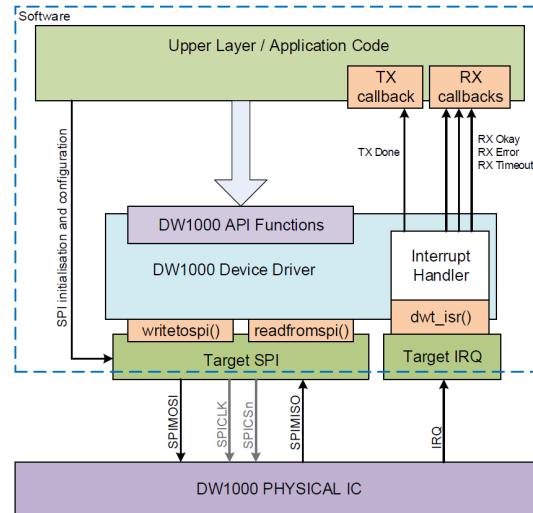 Software
Upper Layer / Application Code
TX
callback
RX
callbacks
TX Done
RX Okay
RX Error
RX Timeout
SPI initialisation and configuration
DW1000 API Functions
DW1000 Device Driver
Interrupt
Handler
writetospi()
readfromspi()
dwt_isr()
Target SPI
Target IRQ
SPIMOSI
SPICLK
SPICSn
SPIMISO
IRQ
DW1000 PHYSICAL IC